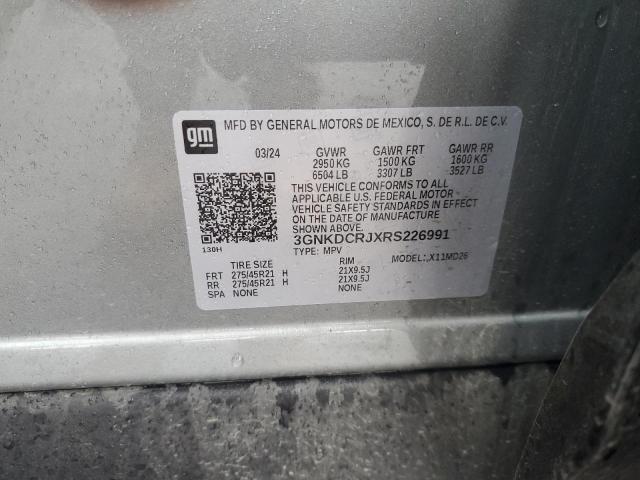 gm
MFD BY GENERAL MOTORS DE MEXICO, S. DE R.L. DE C.V.
03/24 GVWR GAWR FRT GAWR RR
2950 KG 1500 KG 1600 KG
6504 LB 3307 LB 3527 LB
THIS VEHICLE CONFORMS TO ALL
APPLICABLE U.S. FEDERAL MOTOR
VEHICLE SAFETY STANDARDS IN EFFECT
ON THE DATE OF MANUFACTURE
SHOWN ABOVE.
3GNKDCRJXRS226991
130H TYPE: MPV MODEL: X11MD26
TIRE SIZE RIM
FRT 275/45R21 H 21X9.5J
RR 275/45R21 H 21X9.5J
SPA NONE NONE